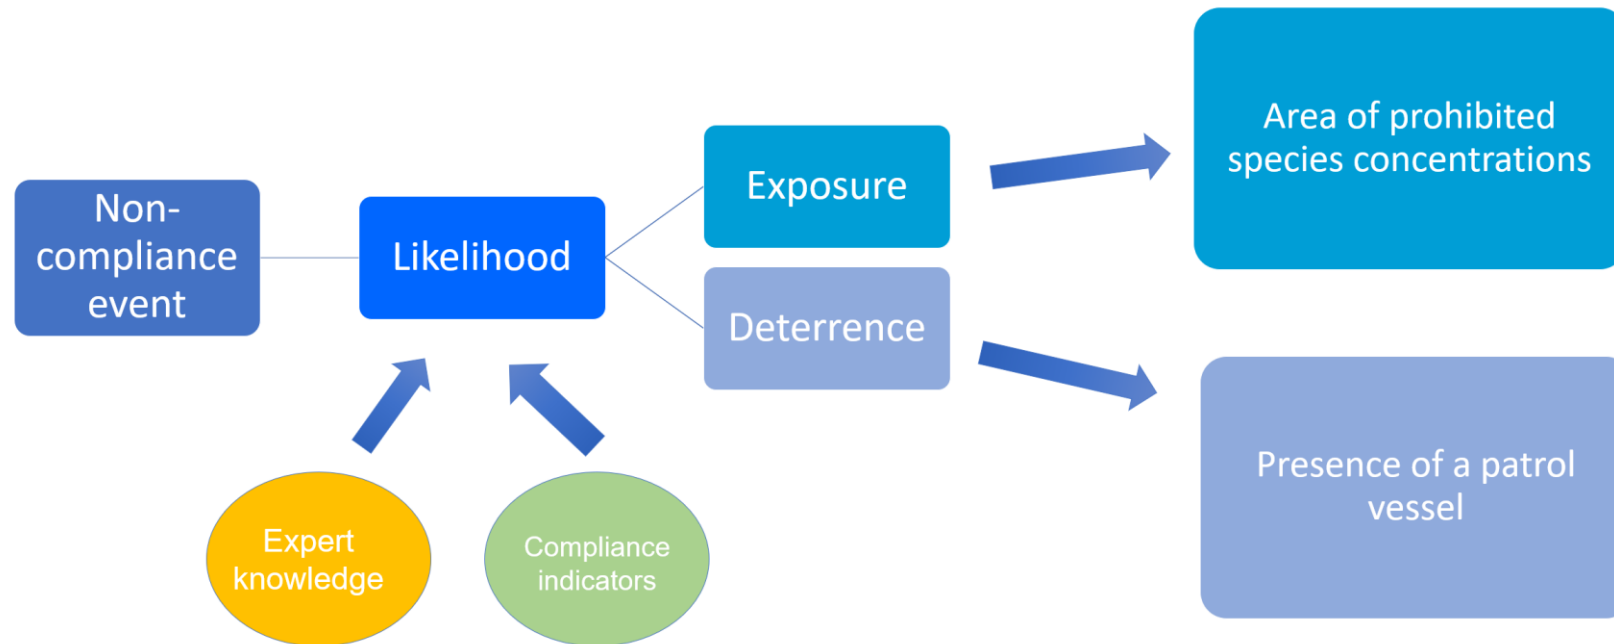 Non-
compliance
event
Likelihood
Exposure
Deterrence
Area of prohibited
species concentrations
Presence of a patrol
vessel
Expert
knowledge
Compliance
indicators